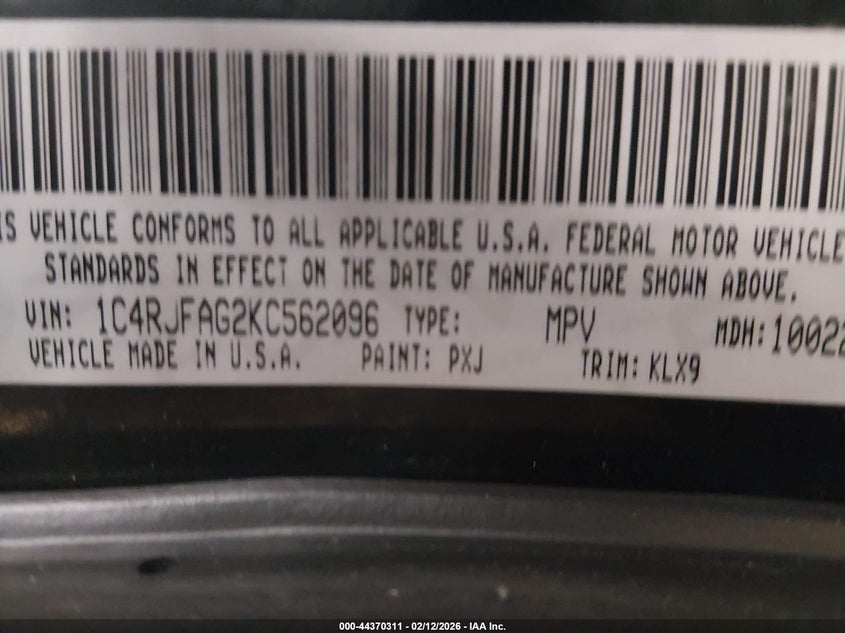 IS VEHICLE CONFORMS TO ALL APPLICABLE U.S.A. FEDERAL MOTOR VEHICLE
STANDARDS IN EFFECT ON THE DATE OF MANUFACTURE SHOWN ABOVE.
VIN: 1C4RJFAG2KC562096 TYPE: MPV MDH: 10022
VEHICLE MADE IN U.S.A. PAINT: PXJ TRIM: KLX9
000-44370311 - 02/12/2026 - IAA Inc.